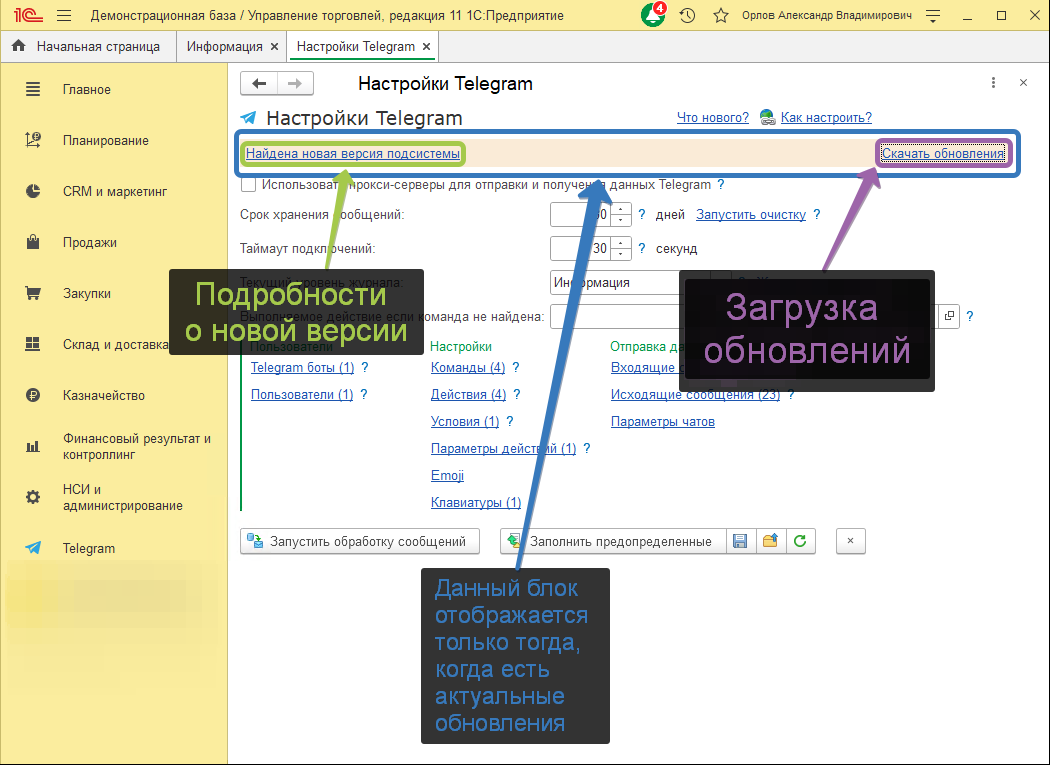 1С Демонстрационная база / Управление торговлей, редакция 11 1С:Предприятие 4 Орлов Александр Владимирович
Начальная страница Информация × Настройки Telegram ×
Главное
Планирование
CRM и маркетинг
Продажи
Закупки
Склад и доставка
Казначейство
Финансовый результат и
контроллинг
НСИ и
администрирование
Telegram
Настройки Telegram
Настройки Telegram Что нового? Как настроить?
Найдена новая версия подсистемы Скачать обновления
прокси-серверы для отправки и получения данных Telegram ?
Срок хранения сообщений: ? дней Запустить очистку ?
Таймаут подключений: 30 ? секунд
Текущий уровень журнала: Информация
Выполняемое действие если команда не найдена: ?
Пользователи Настройки Отправка
Telegram боты (1) ? Команды (4) ? Входящие
Пользователи (1) ? Действия (4) ? Исходящие сообщения (23) ?
Условия (1) ? Параметры чатов
Параметры действий (1) ?
Emoji
Клавиатуры (1)
Запустить обработку сообщений Заполнить предопределенные ×
Подробности
о новой версии
Загрузка
обновлений
Данный блок
отображается
только тогда,
когда есть
актуальные
обновления